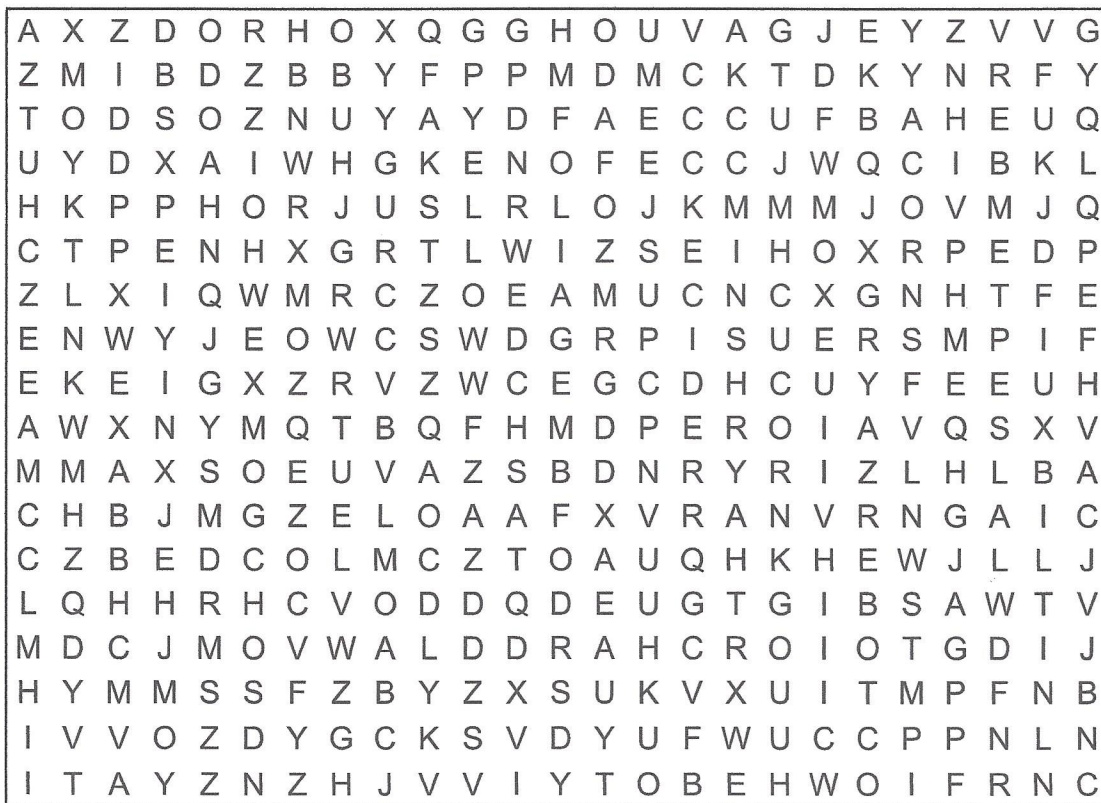 A X Z D O R H O X Q G G H O U V A G J E Y Z V V G
Z M I B D Z B B Y F P P M D M C K T D K Y N R F Y
T O D S O Z N U Y A Y D F A E C C U F B A H E U Q
U Y D X A I W H G K E N O F E C C J W Q C I B K L
H K P P H O R J U S L R L O J K M M M J O V M J Q
C T P E N H X G R T L W I Z S E I H O X R P E D P
Z L X I Q W M R C Z O E A M U C N C X G N H T F E
E N W Y J E O W C S W D G R P I S U E R S M P I F
E K E I G X Z R V Z W C E G C D H C U Y F E E U H
A W X N Y M Q T B Q F H M D P E R O I A V Q S X V
M M A X S O E U V A Z S B D N R Y R I Z L H L B A
C H B J M G Z E L O A A F X V R A N V R N G A I C
C Z B E D C O L M C Z T O A U Q H K H E W J L L J
L Q H H R H C V O D D Q D E U G T G I B S A W T V
M D C J M O V W A L D D R A H C R O I O T G D I J
H Y M M S S F Z B Y Z X S U K V X U I T M P F N B
I V V O Z D Y G C K S V D Y U F W U C C P P N L N
I T A Y Z N Z H J V V I Y T O B E H W O I F R N C